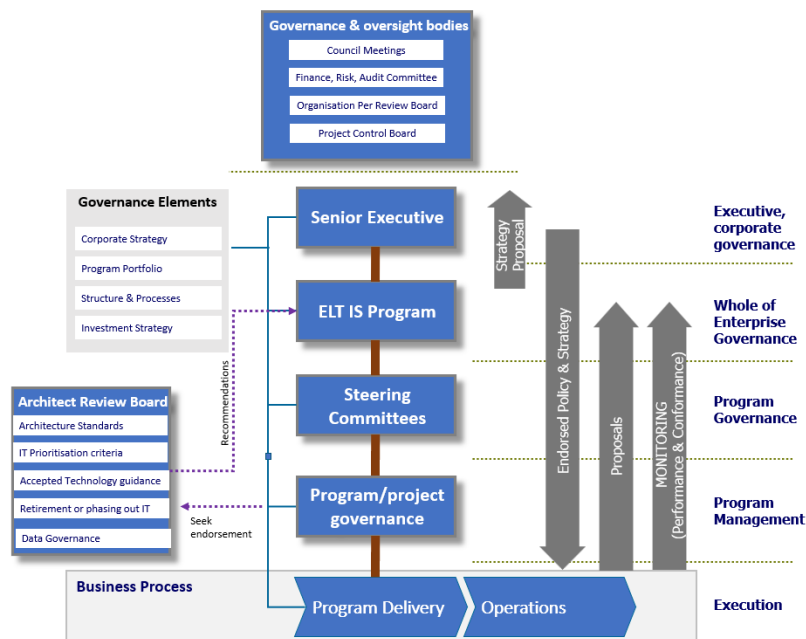 Governance & oversight bodies
Council Meetings
Finance, Risk, Audit Committee
Organisation Per Review Board
Project Control Board
Governance Elements
Corporate Strategy
Program Portfolio
Structure & Processes
Investment Strategy
Senior Executive
ELT IS Program
Steering
Committees
Program/project
governance
Architect Review Board
Architecture Standards
IT Prioritisation criteria
Accepted Technology guidance
Retirement or phasing out IT
Data Governance
Recommendations
Seek
endorsement
Strategy
Proposal
Endorsed Policy & Strategy
Proposals
MONITORING
(Performance & Conformance)
Executive,
corporate
governance
Whole of
Enterprise
Governance
Program
Governance
Program
Management
Execution
Business Process
Program Delivery
Operations